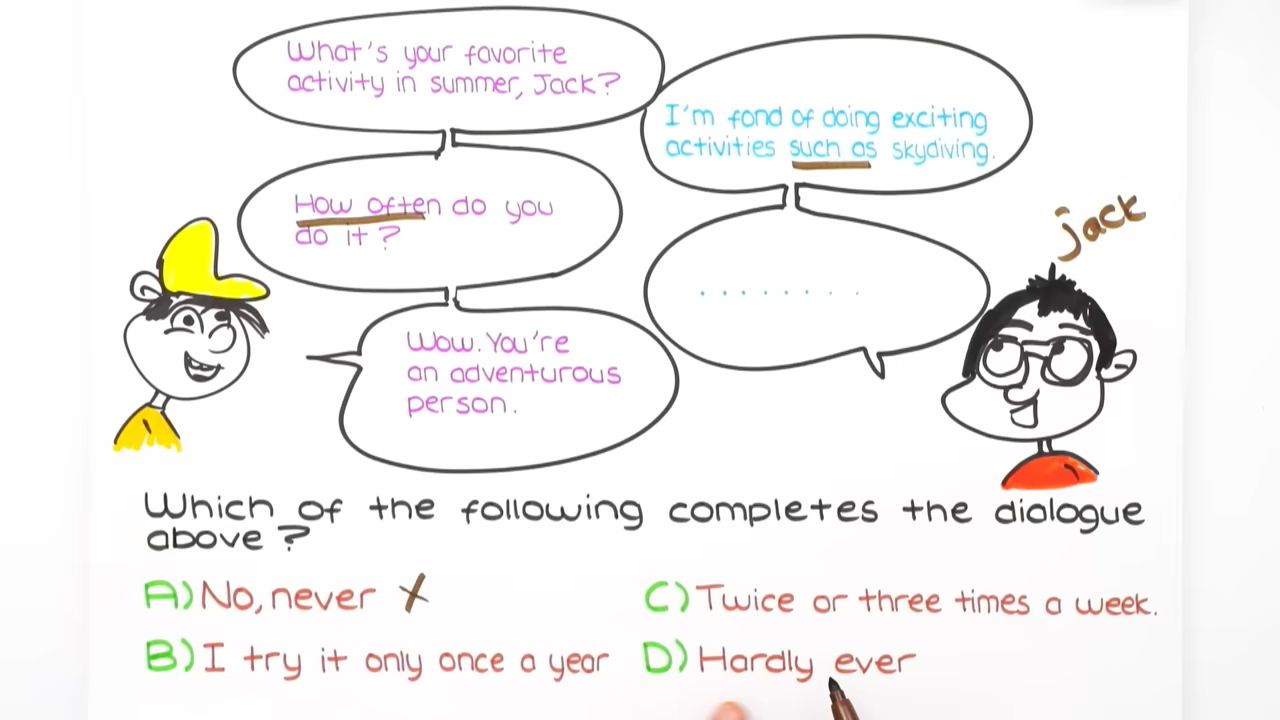 What's your favorite
activity in summer, Jack?
I'm fond of doing exciting
activities such as skydiving.
How often do you
do it?
........
Wow. You're
an adventurous
person.
jack
Which of the following completes the dialogue
above?
A) No, never X
B) I try it only once a year
C) Twice or three times a week.
D) Hardly ever